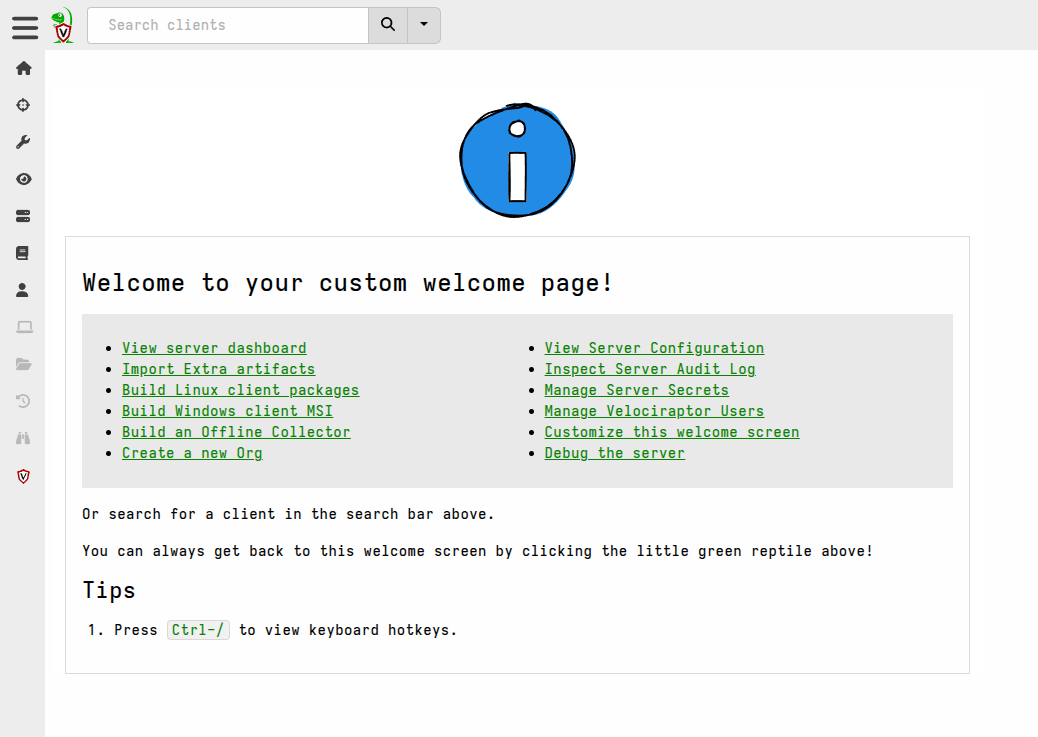 Search clients
Welcome to your custom welcome page!
View server dashboard
Import Extra artifacts
Build Linux client packages
Build Windows client MSI
Build an Offline Collector
Create a new Org
View Server Configuration
Inspect Server Audit Log
Manage Server Secrets
Manage Velociraptor Users
Customize this welcome screen
Debug the server
Or search for a client in the search bar above.
You can always get back to this welcome screen by clicking the little green reptile above!
Tips
1. Press Ctrl-/ to view keyboard hotkeys.